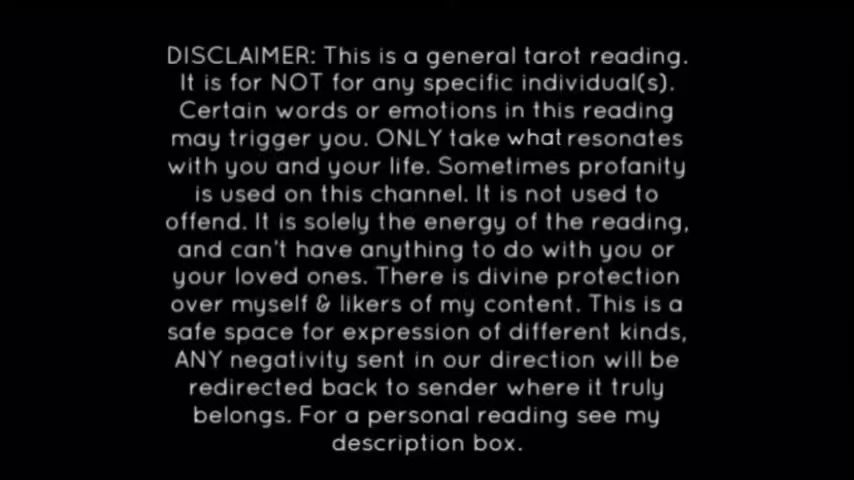 DISCLAIMER: This is a general tarot reading.
It is for NOT for any specific individual(s).
Certain words or emotions in this reading
may trigger you. ONLY take what resonates
with you and your life. Sometimes profanity
is used on this channel. It is not used to
offend. It is solely the energy of the reading,
and can't have anything to do with you or
your loved ones. There is divine protection
over myself & likers of my content. This is a
safe space for expression of different kinds,
ANY negativity sent in our direction will be
redirected back to sender where it truly
belongs. For a personal reading see my
description box.